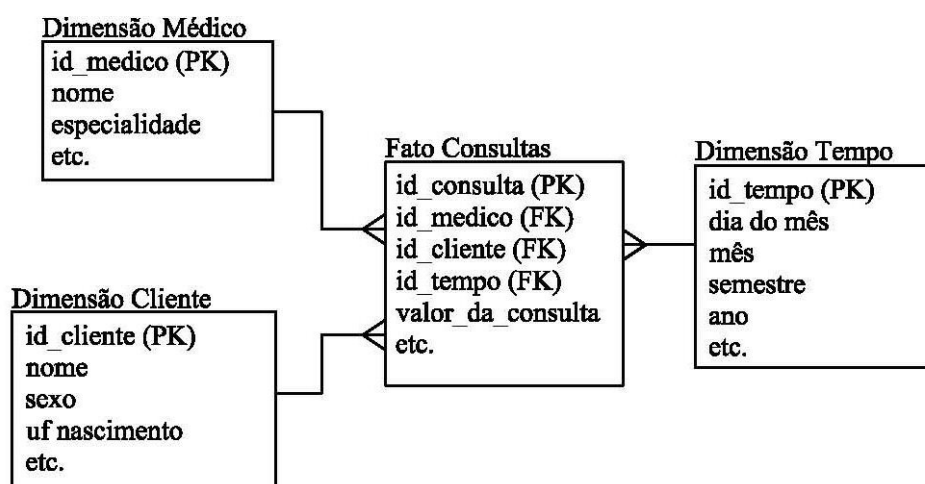 Dimensão Médico
id_medico (PK)
nome
especialidade
etc.
Fato Consultas
id_consulta (PK)
id_medico (FK)
id_cliente (FK)
id_tempo (FK)
valor_da_consulta
etc.
Dimensão Tempo
id_tempo (PK)
dia do mês
mês
semestre
ano
etc.
Dimensão Cliente
id_cliente (PK)
nome
sexo
uf nascimento
etc.